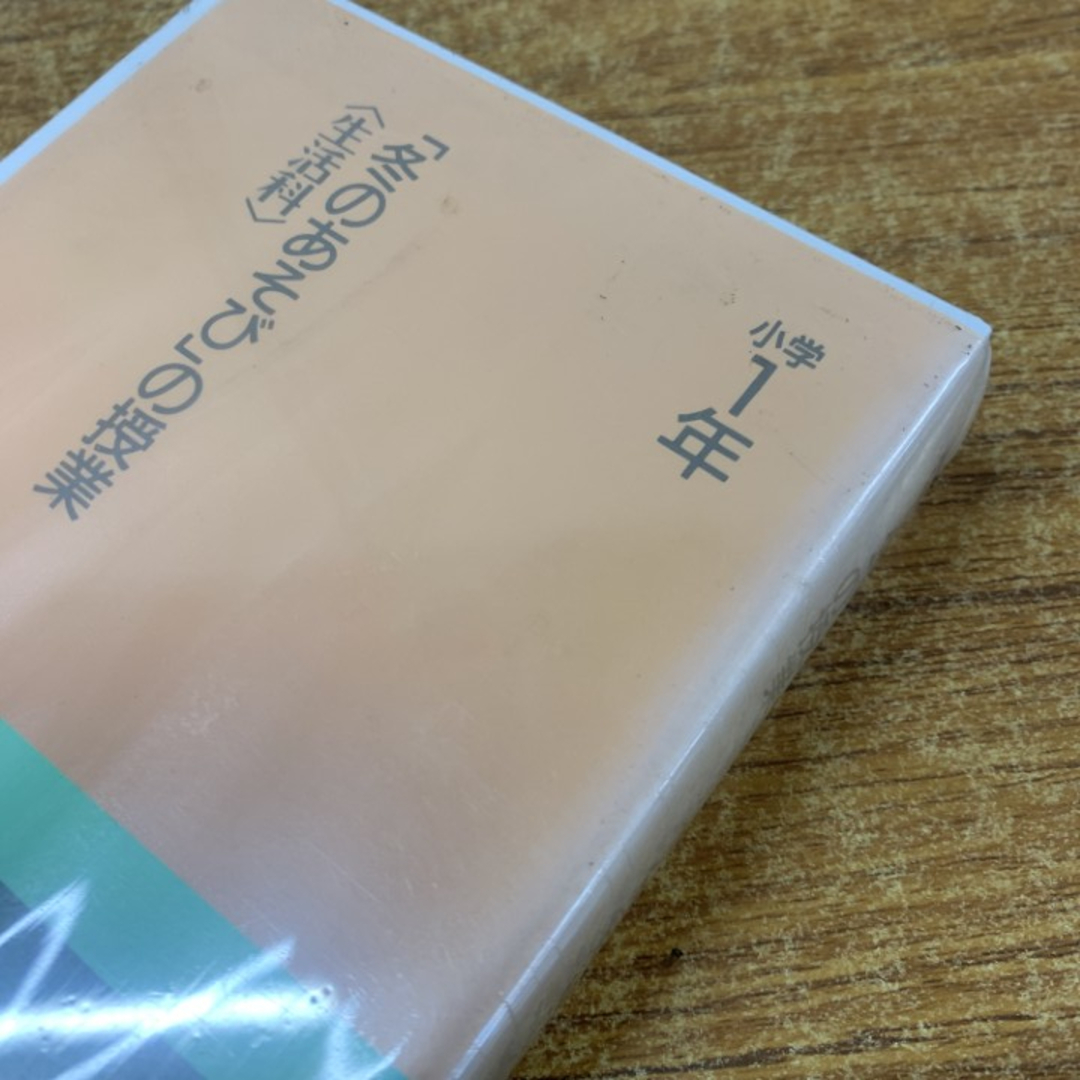 小学
1年
「冬のあそび」の授業
〈生活科〉